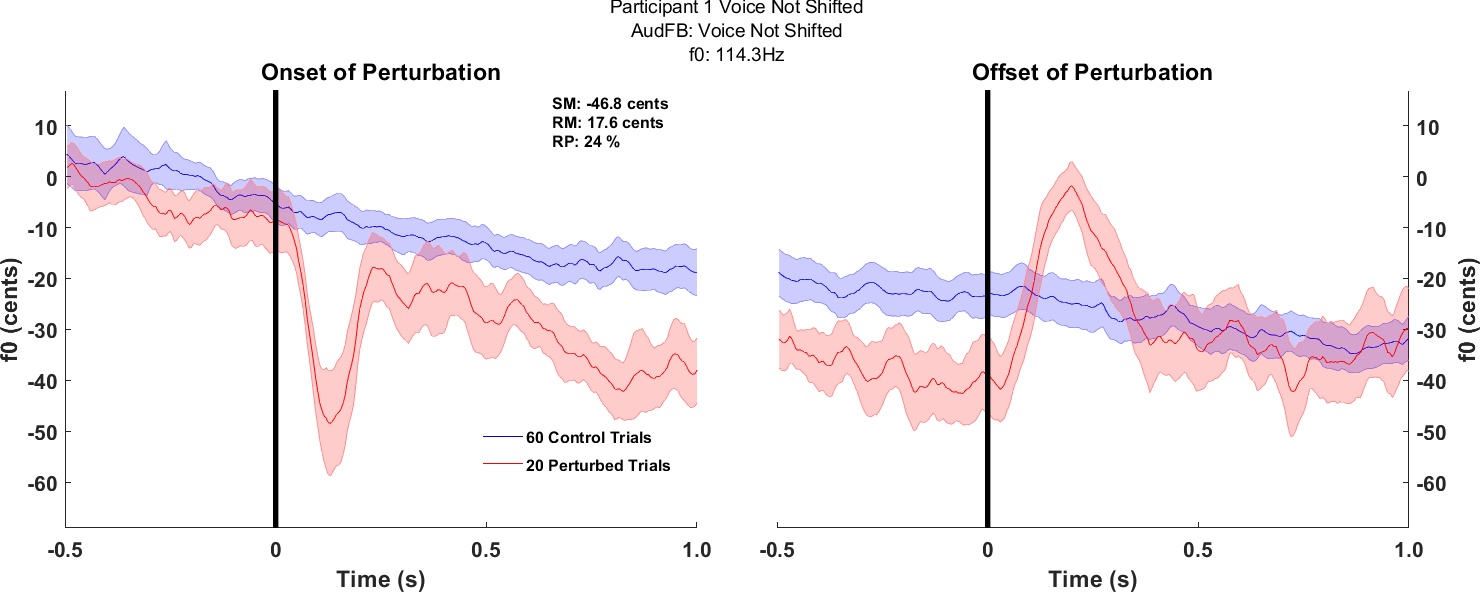 Participant 1 Voice Not Shifted
AudFB: Voice Not Shifted
f0: 114.3Hz
Onset of Perturbation
Offset of Perturbation
SM: -46.8 cents
RM: 17.6 cents
RP: 24 %
10
0
-10
-20
-30
-40
-50
-60
f0 (cents)
60 Control Trials
20 Perturbed Trials
-0.5
0
0.5
1.0
Time (s)
10
0
-10
-20
-30
-40
-50
-60
f0 (cents)
-0.5
0
0.5
1.0
Time (s)